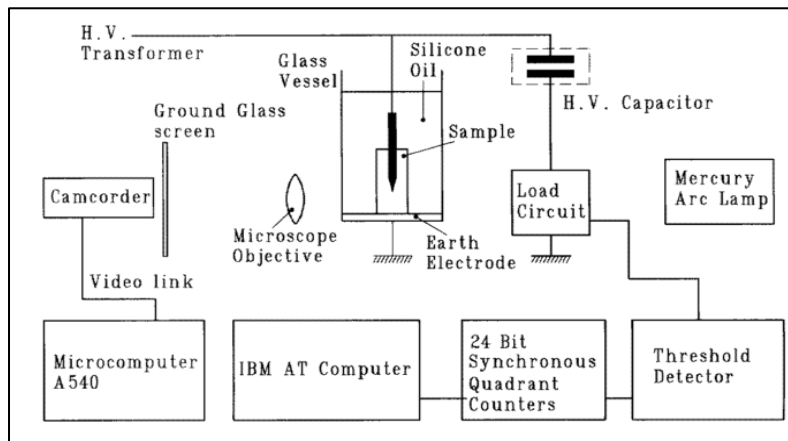 H.V.
Transformer
Glass
Vessel
Silicone
Oil
H.V. Capacitor
Ground Glass
screen
Sample
Camcorder
Load
Circuit
Mercury
Arc Lamp
Microscope
Objective
Earth
Electrode
Video link
Microcomputer
A540
IBM AT Computer
24 Bit
Synchronous
Quadrant
Counters
Threshold
Detector